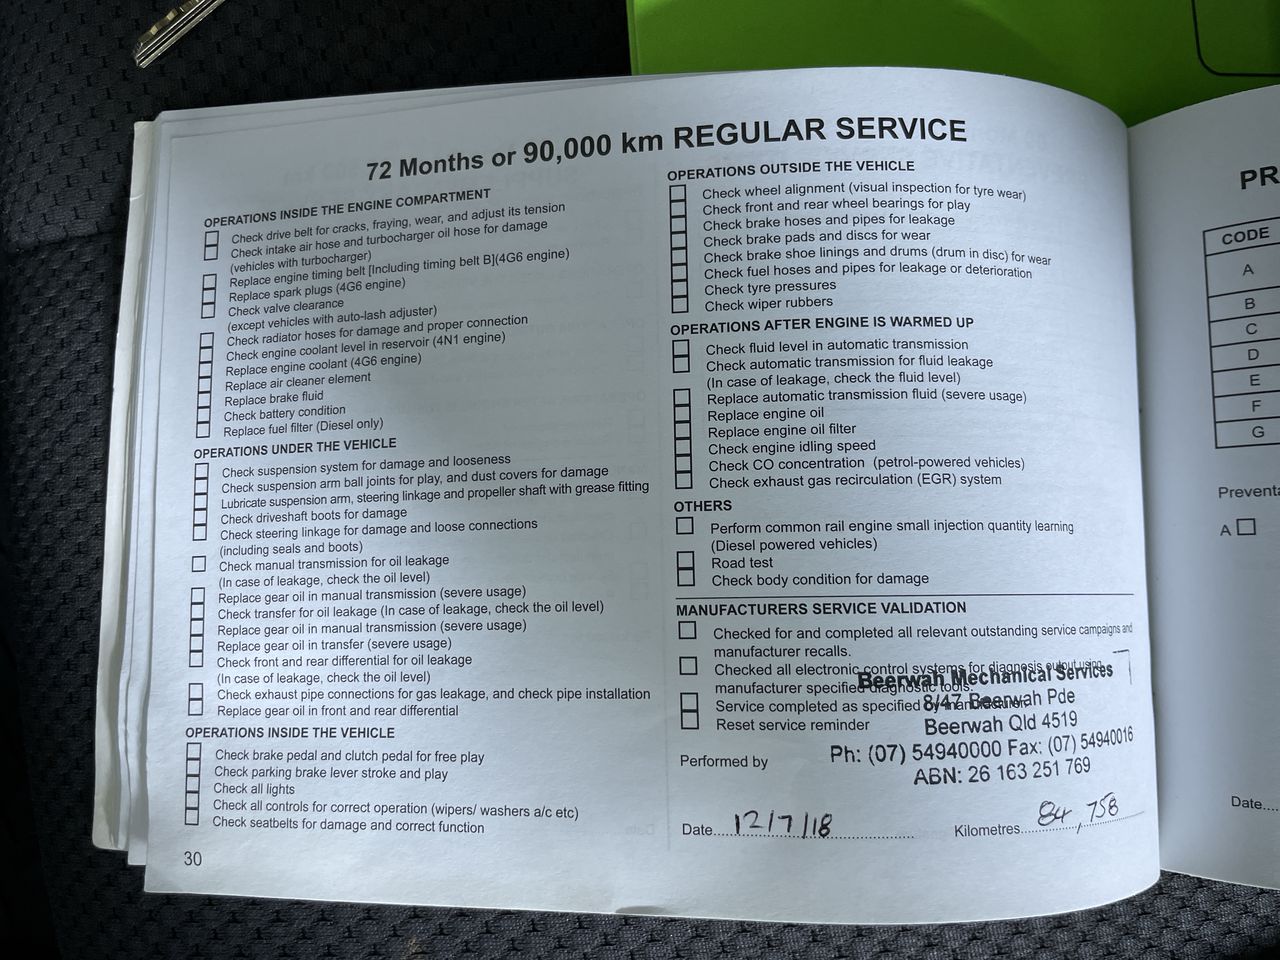 72 Months or 90,000 km REGULAR SERVICE
OPERATIONS INSIDE THE ENGINE COMPARTMENT
Check drive belt for cracks, fraying, wear, and adjust its tension
Check intake air hose and turbocharger oil hose for damage
(vehicles with turbocharger)
Replace engine timing belt [Including timing belt B](4G6 engine)
Replace spark plugs (4G6 engine)
Check valve clearance
(except vehicles with auto-lash adjuster)
Check radiator hoses for damage and proper connection
Check engine coolant level in reservoir (4N1 engine)
Replace engine coolant (4G6 engine)
Replace air cleaner element
Replace brake fluid
Check battery condition
Replace fuel filter (Diesel only)
OPERATIONS UNDER THE VEHICLE
Check suspension system for damage and looseness
Check suspension arm ball joints for play, and dust covers for damage
Lubricate suspension arm, steering linkage and propeller shaft with grease fitting
Check driveshaft boots for damage
Check steering linkage for damage and loose connections
(including seals and boots)
Check manual transmission for oil leakage
(In case of leakage, check the oil level)
Replace gear oil in manual transmission (severe usage)
Check transfer for oil leakage (In case of leakage, check the oil level)
Replace gear oil in manual transmission (severe usage)
Replace gear oil in transfer (severe usage)
Check front and rear differential for oil leakage
(In case of leakage, check the oil level)
Check exhaust pipe connections for gas leakage, and check pipe installation
Replace gear oil in front and rear differential
OPERATIONS INSIDE THE VEHICLE
Check brake pedal and clutch pedal for free play
Check parking brake lever stroke and play
Check all lights
Check all controls for correct operation (wipers/ washers a/c etc)
Check seatbelts for damage and correct function
30
OPERATIONS OUTSIDE THE VEHICLE
Check wheel alignment (visual inspection for tyre wear)
Check front and rear wheel bearings for play
Check brake hoses and pipes for leakage
Check brake pads and discs for wear
Check brake shoe linings and drums (drum in disc) for wear
Check fuel hoses and pipes for leakage or deterioration
Check tyre pressures
Check wiper rubbers
OPERATIONS AFTER ENGINE IS WARMED UP
Check fluid level in automatic transmission
Check automatic transmission for fluid leakage
(In case of leakage, check the fluid level)
Replace automatic transmission fluid (severe usage)
Replace engine oil
Replace engine oil filter
Check engine idling speed
Check CO concentration (petrol-powered vehicles)
Check exhaust gas recirculation (EGR) system
OTHERS
Perform common rail engine small injection quantity learning
(Diesel powered vehicles)
Road test
Check body condition for damage
MANUFACTURERS SERVICE VALIDATION
Checked for and completed all relevant outstanding service campaigns and
manufacturer recalls.
Checked all electronic control systems for diagnosis output using
manufacturer specified diagnostic tools.
Service completed as specified by manufacturer.
Reset service reminder
Beerwah Mechanical Services
8/47 Beerwah Pde
Beerwah Qld 4519
Ph: (07) 54940000 Fax: (07) 54940016
ABN: 26 163 251 769
Performed by
Date 12/7/18 Kilometres 84,758
PR
CODE
A
B
C
D
E
F
G
Preventa
A
Date....